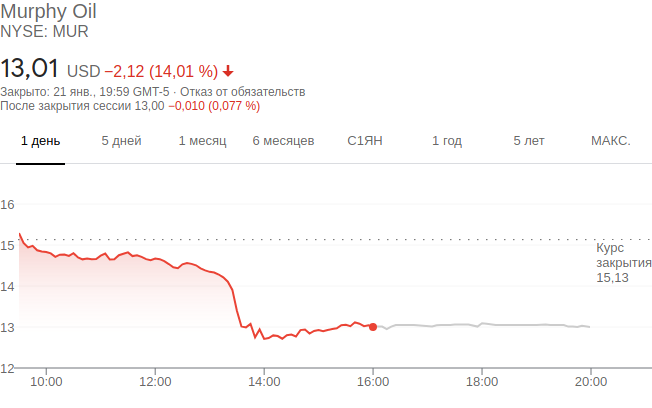 Murphy Oil
NYSE: MUR
13,01 USD −2,12 (14,01 %)
Закрыто: 21 янв., 19:59 GMT-5 · Отказ от обязательств
После закрытия сессии 13,00 −0,010 (0,077 %)
1 день 5 дней 1 месяц 6 месяцев С1ЯН 1 год 5 лет МАКС.
16
15
14
13
12
Курс
закрытия
15,13
10:00 12:00 14:00 16:00 18:00 20:00